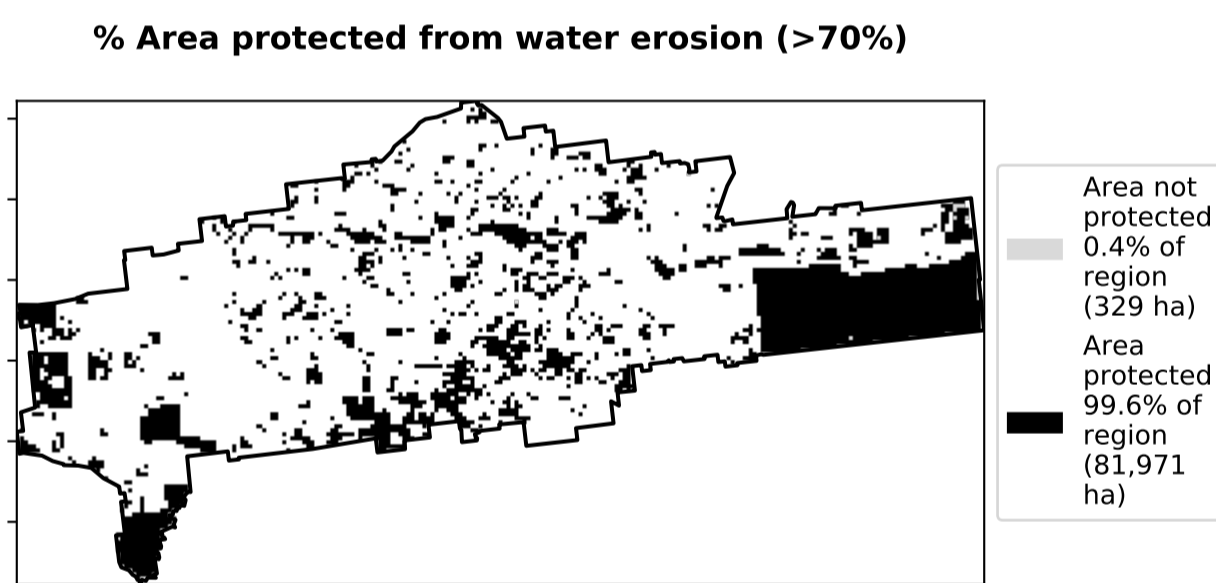 % Area protected from water erosion (>70%)
Area not
protected
0.4% of
region
(329 ha)
Area
protected
99.6% of
region
(81,971
ha)